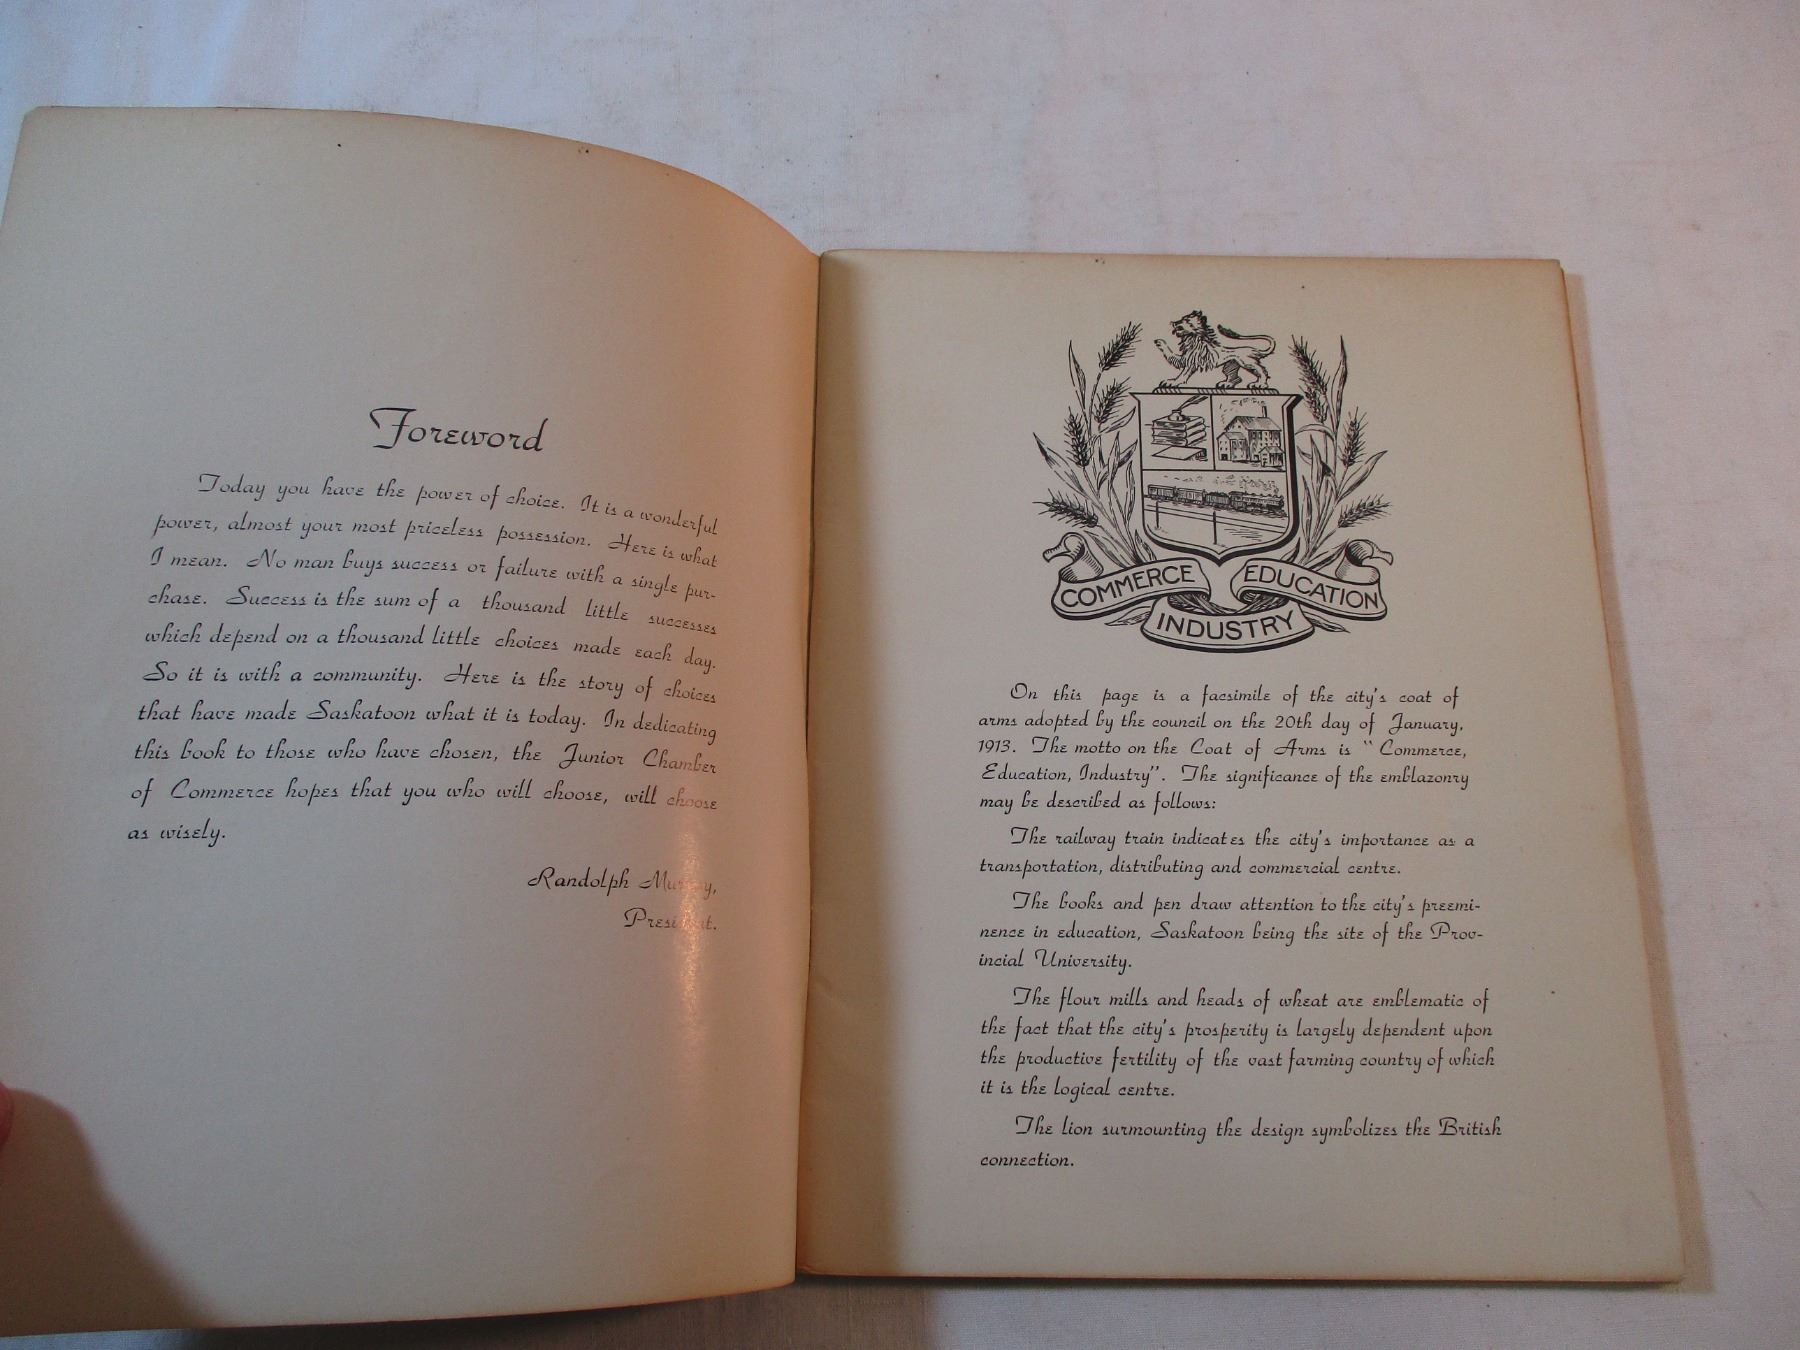 Foreword
Today you have the power of choice. It is a wonderful
power, almost your most priceless possession. Here is what
I mean. No man buys success or failure with a single pur-
chase. Success is the sum of a thousand little successes
which depend on a thousand little choices made each day.
So it is with a community. Here is the story of choices
that have made Saskatoon what it is today. In dedicating
this book to those who have chosen, the Junior Chamber
of Commerce hopes that you who will choose, will choose
as wisely.
Randolph Murray,
President.
COMMERCE EDUCATION
INDUSTRY
On this page is a facsimile of the city's coat of
arms adopted by the council on the 20th day of January,
1913. The motto on the Coat of Arms is "Commerce,
Education, Industry". The significance of the emblazonry
may be described as follows:
The railway train indicates the city's importance as a
transportation, distributing and commercial centre.
The books and pen draw attention to the city's preemi-
nence in education, Saskatoon being the site of the Prov-
incial University.
The flour mills and heads of wheat are emblematic of
the fact that the city's prosperity is largely dependent upon
the productive fertility of the vast farming country of which
it is the logical centre.
The lion surmounting the design symbolizes the British
connection.